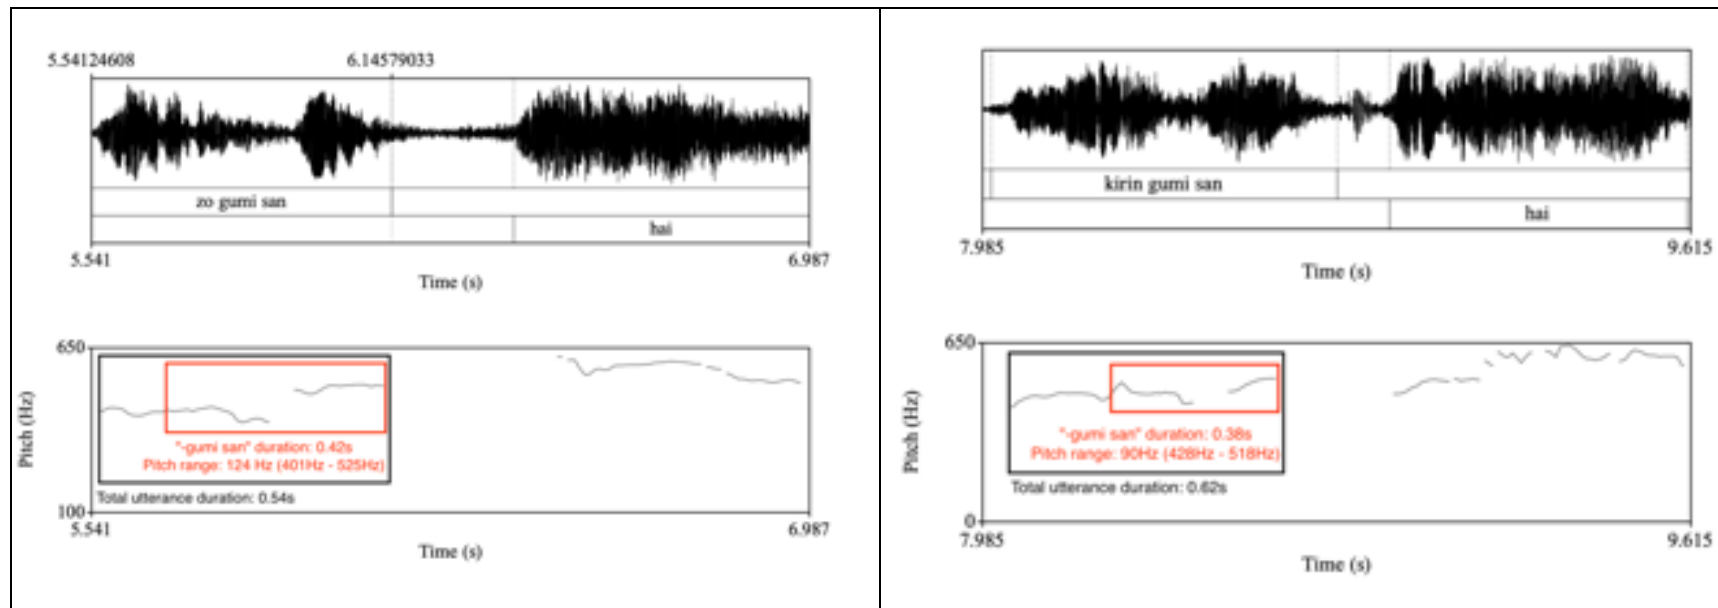 5.54124608 6.14579033
zo gumi san
hai
5.541 6.987
Time (s)
650
"-gumi san" duration: 0.42s
Pitch range: 124 Hz (401Hz - 525Hz)
Total utterance duration: 0.54s
Pitch (Hz)
100
5.541 6.987
Time (s)
kirin gumi san
hai
7.985 9.615
Time (s)
650
"-gumi san" duration: 0.38s
Pitch range: 90Hz (428Hz - 518Hz)
Total utterance duration: 0.62s
Pitch (Hz)
0
7.985 9.615
Time (s)